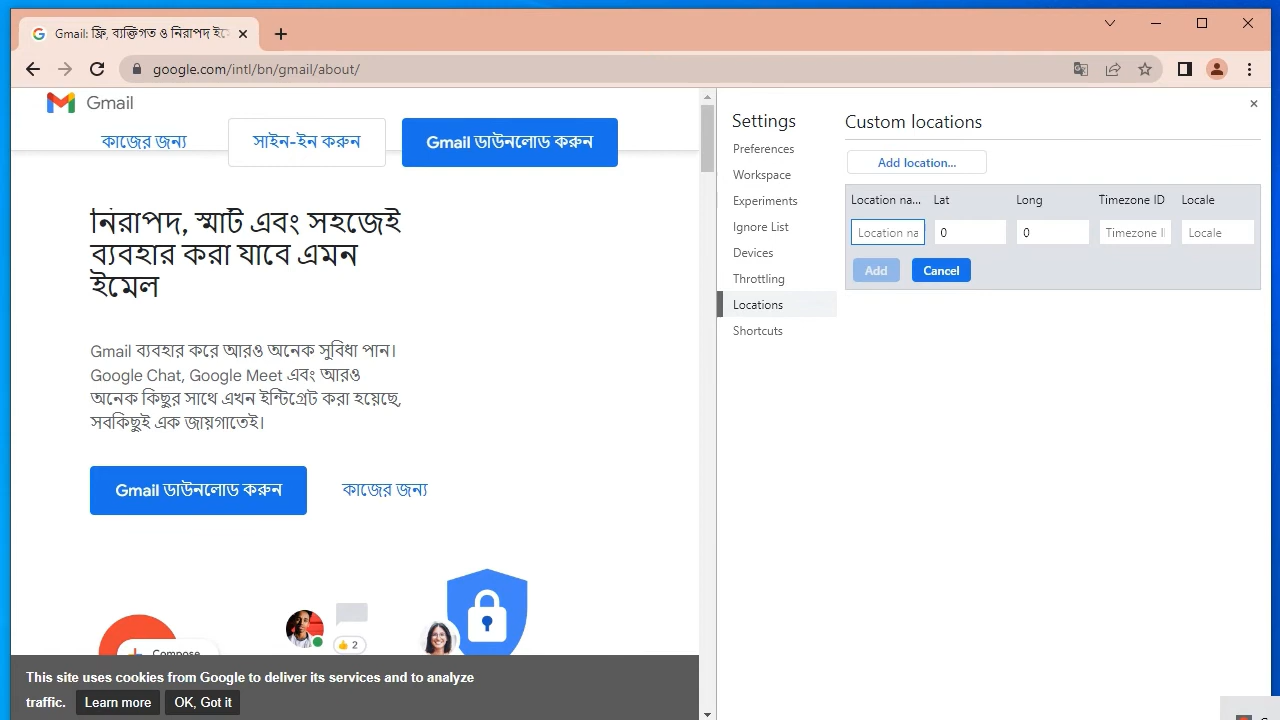 google.com/intl/bn/gmail/about/
Gmail
কাজের জন্য
সাইন-ইন করুন
Gmail ডাউনলোড করুন
নিরাপদ, স্মার্ট এবং সহজেই
ব্যবহার করা যাবে এমন
ইমেল
Gmail ব্যবহার করে আরও অনেক সুবিধা পান।
Google Chat, Google Meet এবং আরও
অনেক কিছুর সাথে এখন ইন্টিগ্রেট করা হয়েছে,
সবকিছুই এক জায়গাতেই।
Gmail ডাউনলোড করুন
কাজের জন্য
2
Compose
This site uses cookies from Google to deliver its services and to analyze
traffic.
Learn more
OK, Got it
Settings
Preferences
Workspace
Experiments
Ignore List
Devices
Throttling
Locations
Shortcuts
Custom locations
Add location...
Location na... Lat Long Timezone ID Locale
Location na 0 0 Timezone I Locale
Add Cancel
Gmail: ফ্রি, ব্যক্তিগত ও নিরাপদ